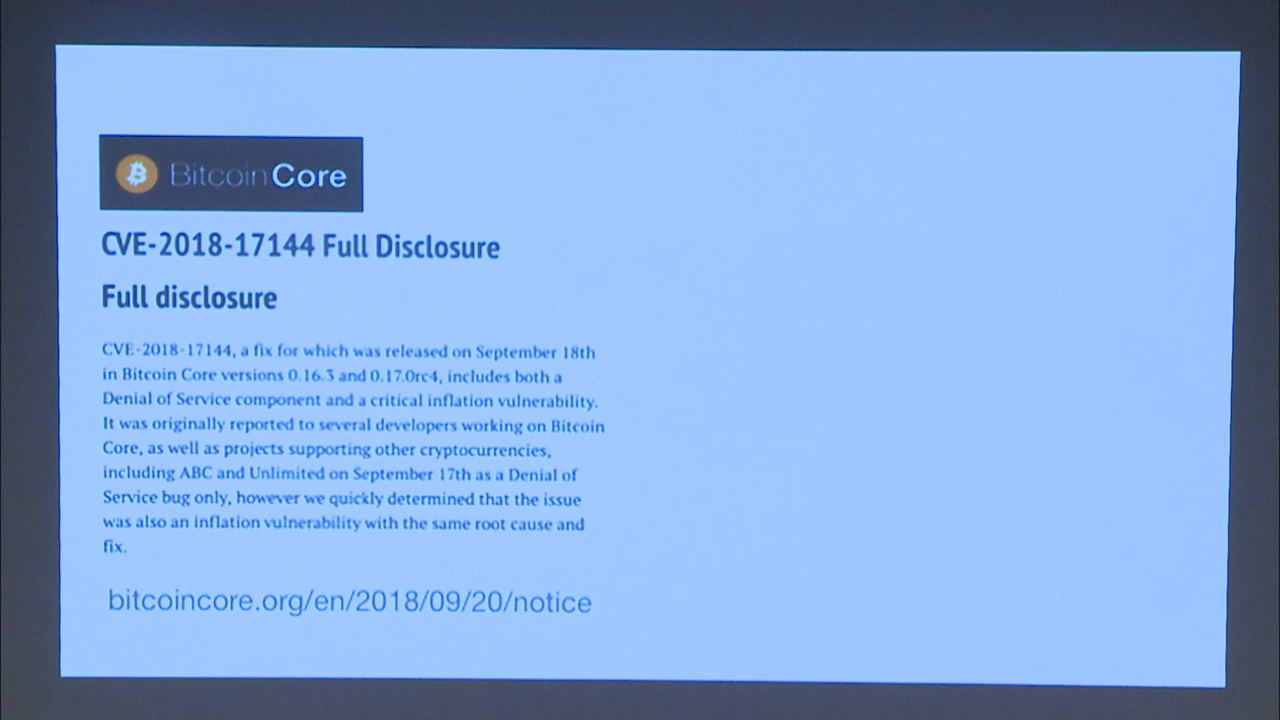 BitcoinCore
CVE-2018-17144 Full Disclosure
Full disclosure
CVE-2018-17144, a fix for which was released on September 18th
in Bitcoin Core versions 0.16.3 and 0.17.0rc4, includes both a
Denial of Service component and a critical inflation vulnerability.
It was originally reported to several developers working on Bitcoin
Core, as well as projects supporting other cryptocurrencies,
including ABC and Unlimited on September 17th as a Denial of
Service bug only, however we quickly determined that the issue
was also an inflation vulnerability with the same root cause and
fix.
bitcoincore.org/en/2018/09/20/notice